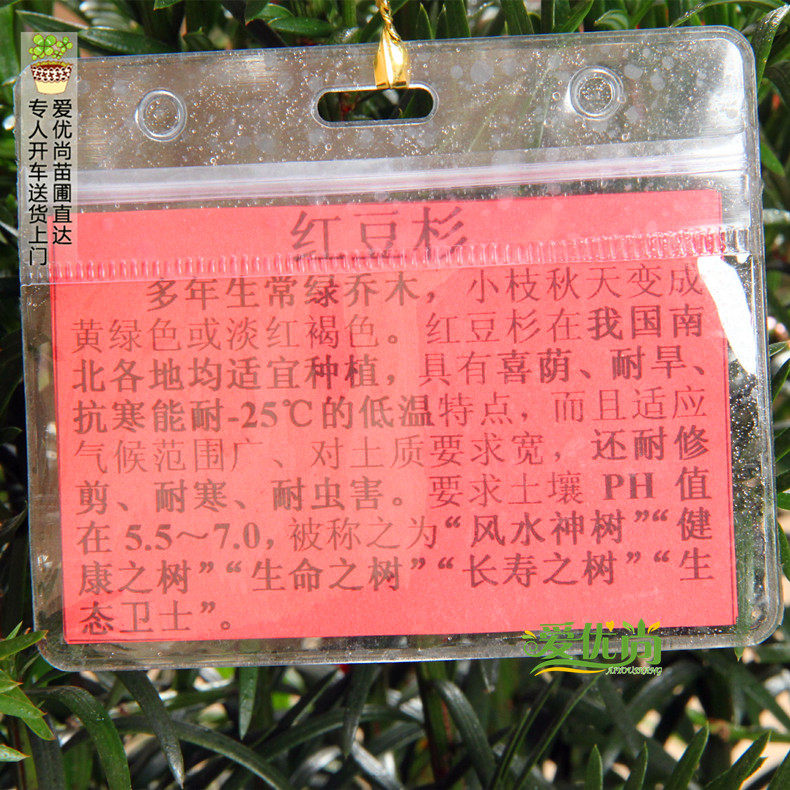 爱优尚苗圃直达
专人开车送货上门
红豆杉
多年生常绿乔木，小枝秋天变成
黄绿色或淡红褐色。红豆杉在我国南
北各地均适宜种植，具有喜荫、耐旱、
抗寒能耐-25℃的低温特点，而且适应
气候范围广、对土质要求宽，还耐修
剪、耐寒、耐虫害。要求土壤 PH 值
在 5.5～7.0，被称之为“风水神树”“健
康之树”“生命之树”“长寿之树”“生
态卫士”。
爱优尚
AIYOUSHANG